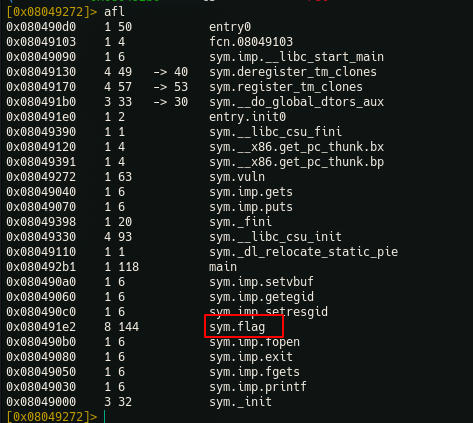 [0x08049272]> afl
0x080490d0 1 50 entry0
0x08049103 1 4 fcn.08049103
0x08049090 1 6 sym.imp.__libc_start_main
0x08049130 4 49 -> 40 sym.deregister_tm_clones
0x08049170 4 57 -> 53 sym.register_tm_clones
0x080491b0 3 33 -> 30 sym.__do_global_dtors_aux
0x080491e0 1 2 entry.init0
0x08049390 1 1 sym.__libc_csu_fini
0x08049120 1 4 sym.__x86.get_pc_thunk.bx
0x08049391 1 4 sym.__x86.get_pc_thunk.bp
0x08049272 1 63 sym.vuln
0x08049040 1 6 sym.imp.gets
0x08049070 1 6 sym.imp.puts
0x08049398 1 20 sym._fini
0x08049330 4 93 sym.__libc_csu_init
0x08049110 1 1 sym._dl_relocate_static_pie
0x080492b1 1 118 main
0x080490a0 1 6 sym.imp.setvbuf
0x08049060 1 6 sym.imp.getegid
0x080490c0 1 6 sym.imp.setresgid
0x080491e2 8 144 sym.flag
0x080490b0 1 6 sym.imp.fopen
0x08049080 1 6 sym.imp.exit
0x08049050 1 6 sym.imp.fgets
0x08049030 1 6 sym.imp.printf
0x08049000 3 32 sym._init
[0x08049272]>